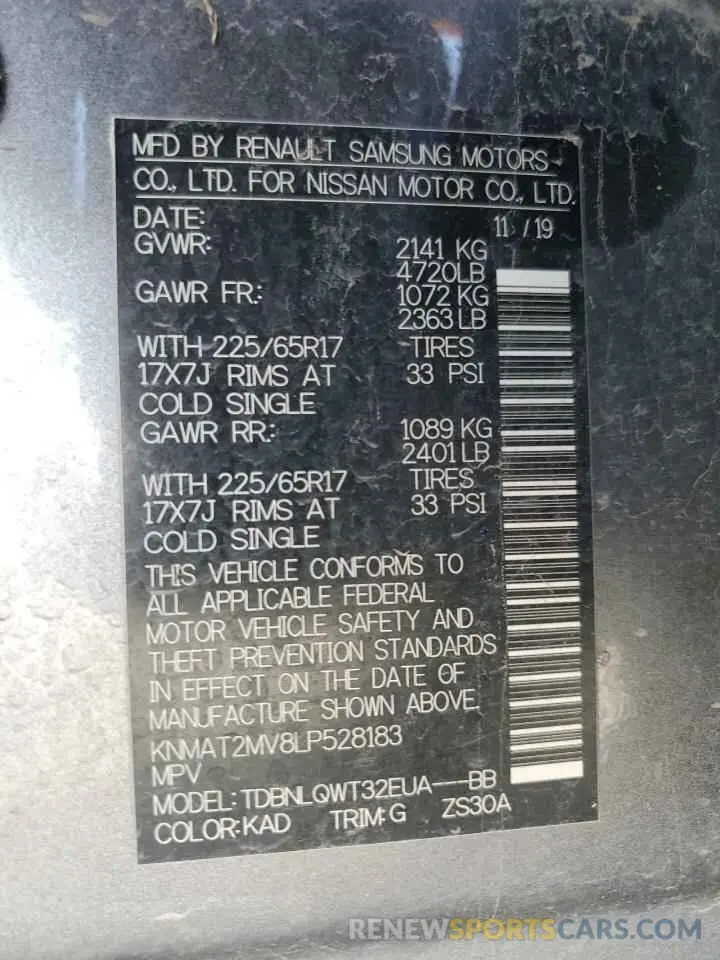 MFD BY RENAULT SAMSUNG MOTORS
CO., LTD. FOR NISSAN MOTOR CO., LTD.
DATE: 11 / 19
GVWR: 2141 KG
4720LB
GAWR FR.: 1072 KG
2363 LB
WITH 225/65R17 TIRES
17X7J RIMS AT 33 PSI
COLD SINGLE
GAWR RR.: 1089 KG
2401 LB
WITH 225/65R17 TIRES
17X7J RIMS AT 33 PSI
COLD SINGLE
THIS VEHICLE CONFORMS TO
ALL APPLICABLE FEDERAL
MOTOR VEHICLE SAFETY AND
THEFT PREVENTION STANDARDS
IN EFFECT ON THE DATE OF
MANUFACTURE SHOWN ABOVE.
KNMAT2MV8LP528183
MPV
MODEL: TDBNLQWT32EUA---BB
COLOR: KAD TRIM: G ZS30A
RENEWSPORTSCARS.COM